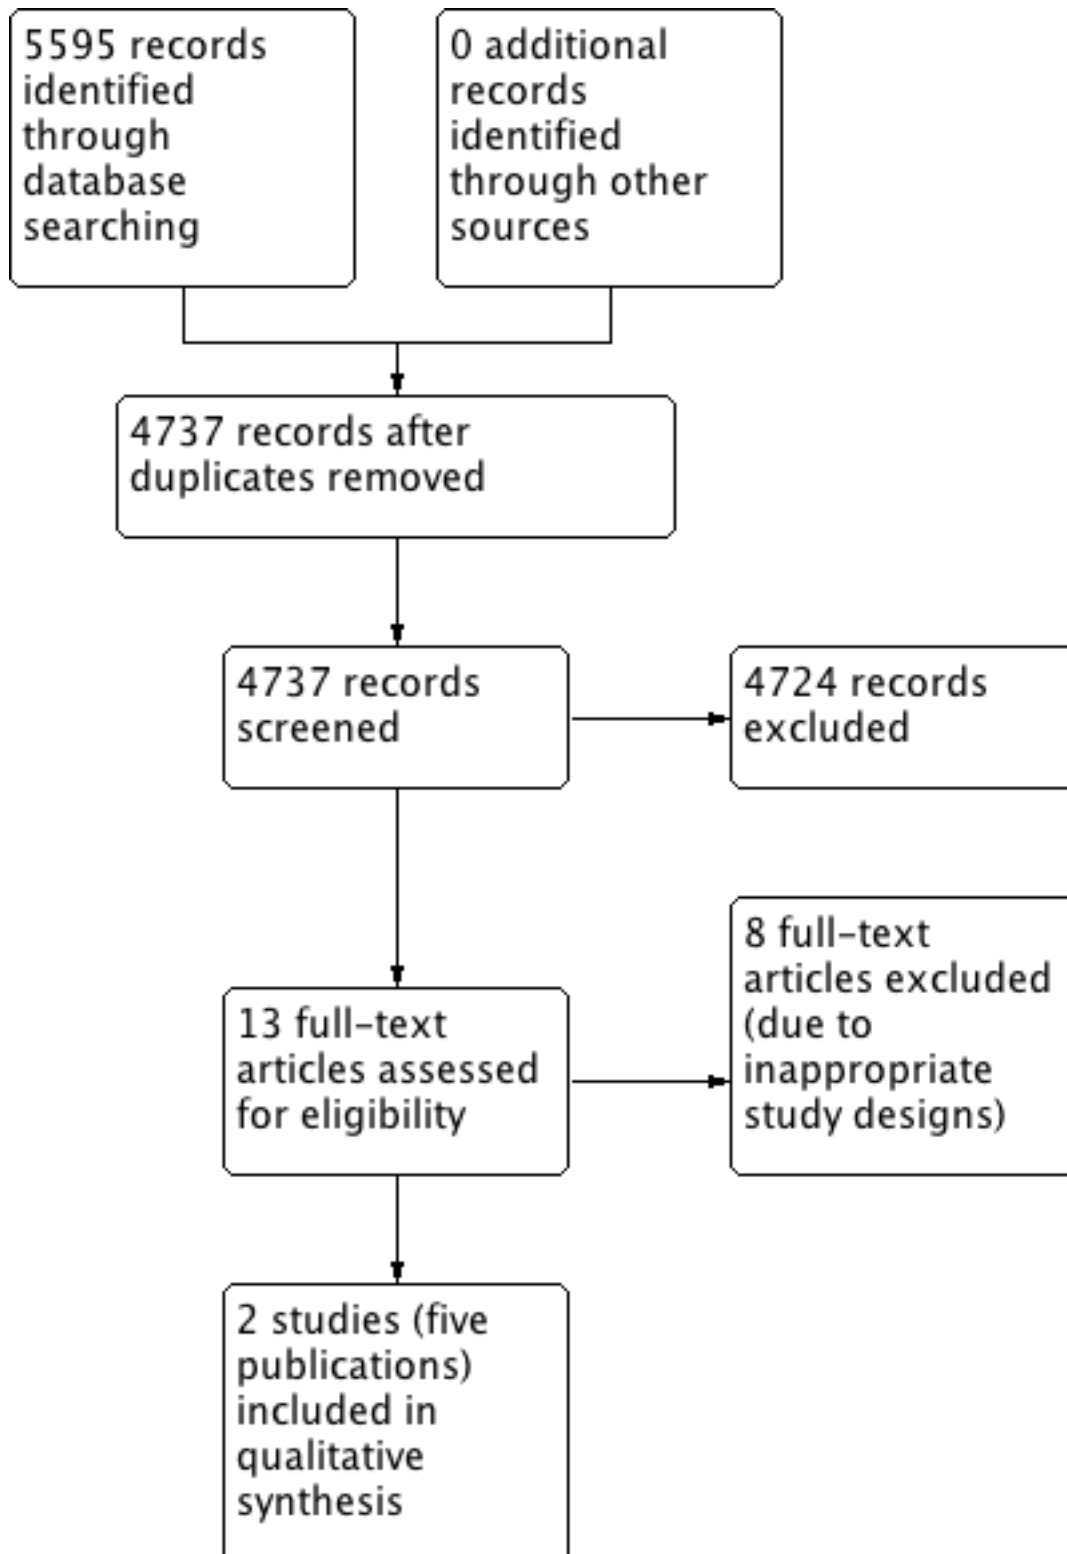 5595 records
identified
through
database
searching
0 additional
records
identified
through other
sources
4737 records after
duplicates removed
4737 records
screened
4724 records
excluded
13 full-text
articles assessed
for eligibility
8 full-text
articles excluded
(due to
inappropriate
study designs)
2 studies (five
publications)
included in
qualitative
synthesis